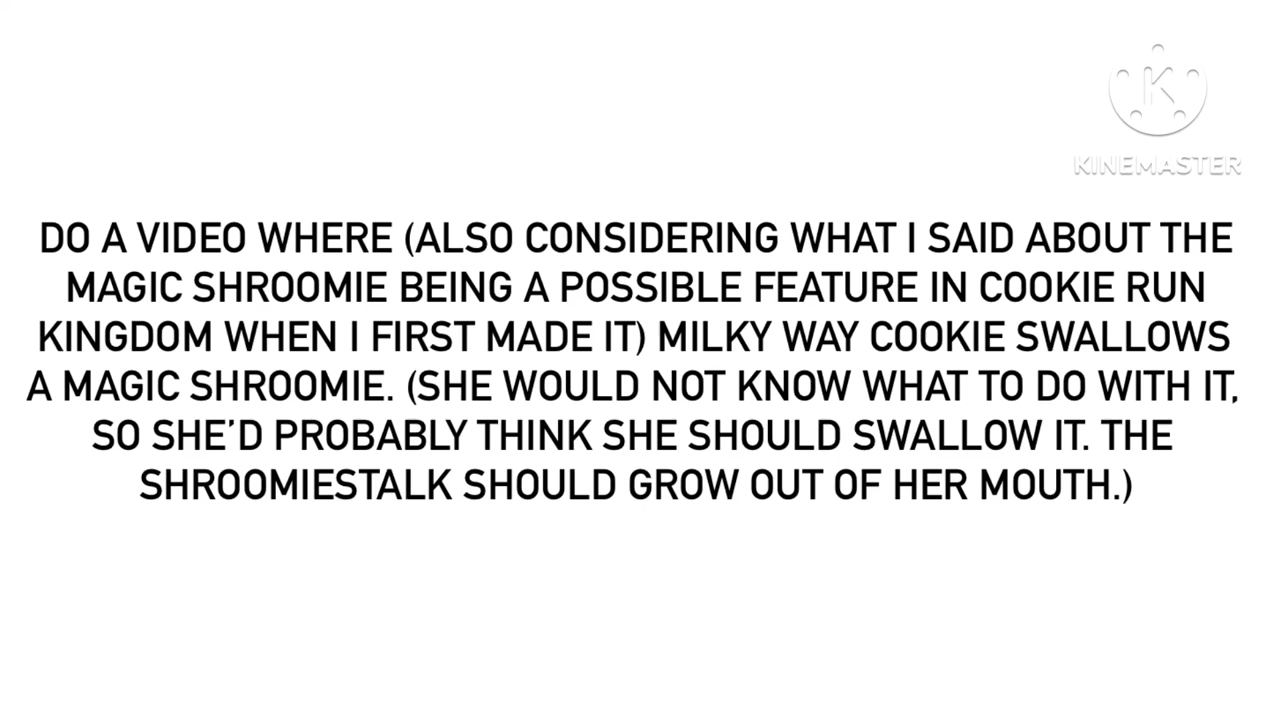 KINEMASTER
DO A VIDEO WHERE (ALSO CONSIDERING WHAT I SAID ABOUT THE
MAGIC SHROOMIE BEING A POSSIBLE FEATURE IN COOKIE RUN
KINGDOM WHEN I FIRST MADE IT) MILKY WAY COOKIE SWALLOWS
A MAGIC SHROOMIE. (SHE WOULD NOT KNOW WHAT TO DO WITH IT,
SO SHE’D PROBABLY THINK SHE SHOULD SWALLOW IT. THE
SHROOMIESTALK SHOULD GROW OUT OF HER MOUTH.)